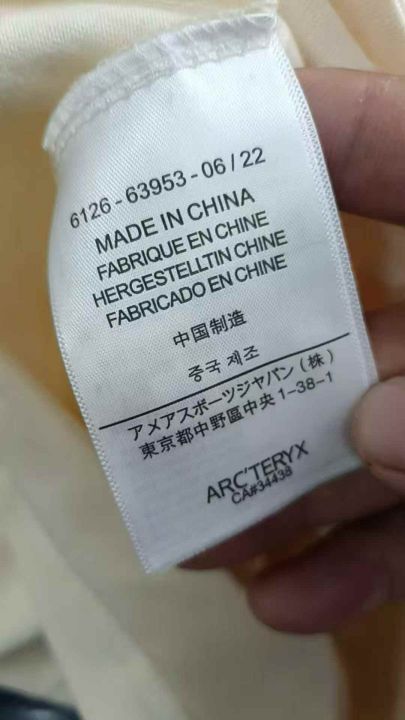 6126-63953-06/22
MADE IN CHINA
FABRIQUE EN CHINE
HERGESTELLTIN CHINE
FABRICADO EN CHINE
中国制造
중국 제조
アメアスポーツジャパン(株)
東京都中野區中央1-38-1
ARC'TERYX
CA#34438